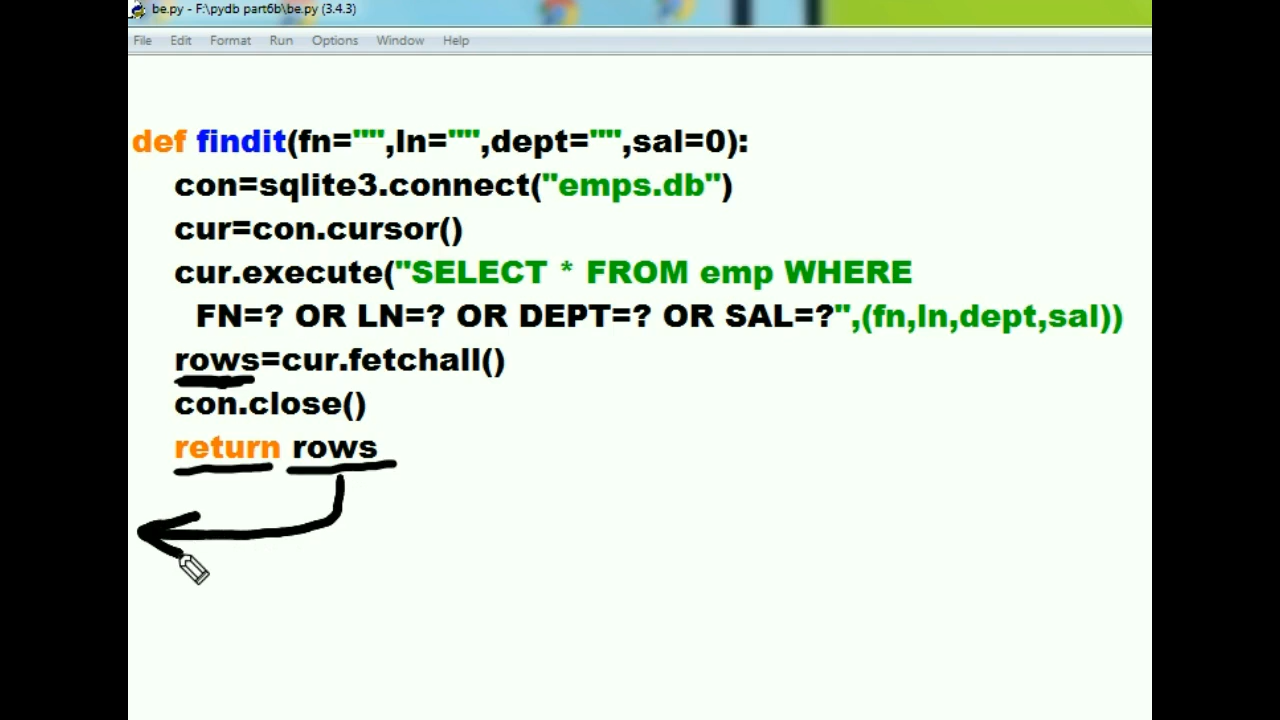 be.py - F:\pydb part6b\be.py (3.4.3)
File Edit Format Run Options Window Help
def findit(fn="",ln="",dept="",sal=0):
con=sqlite3.connect("emps.db")
cur=con.cursor()
cur.execute("SELECT * FROM emp WHERE
FN=? OR LN=? OR DEPT=? OR SAL=?",(fn,ln,dept,sal))
rows=cur.fetchall()
con.close()
return rows